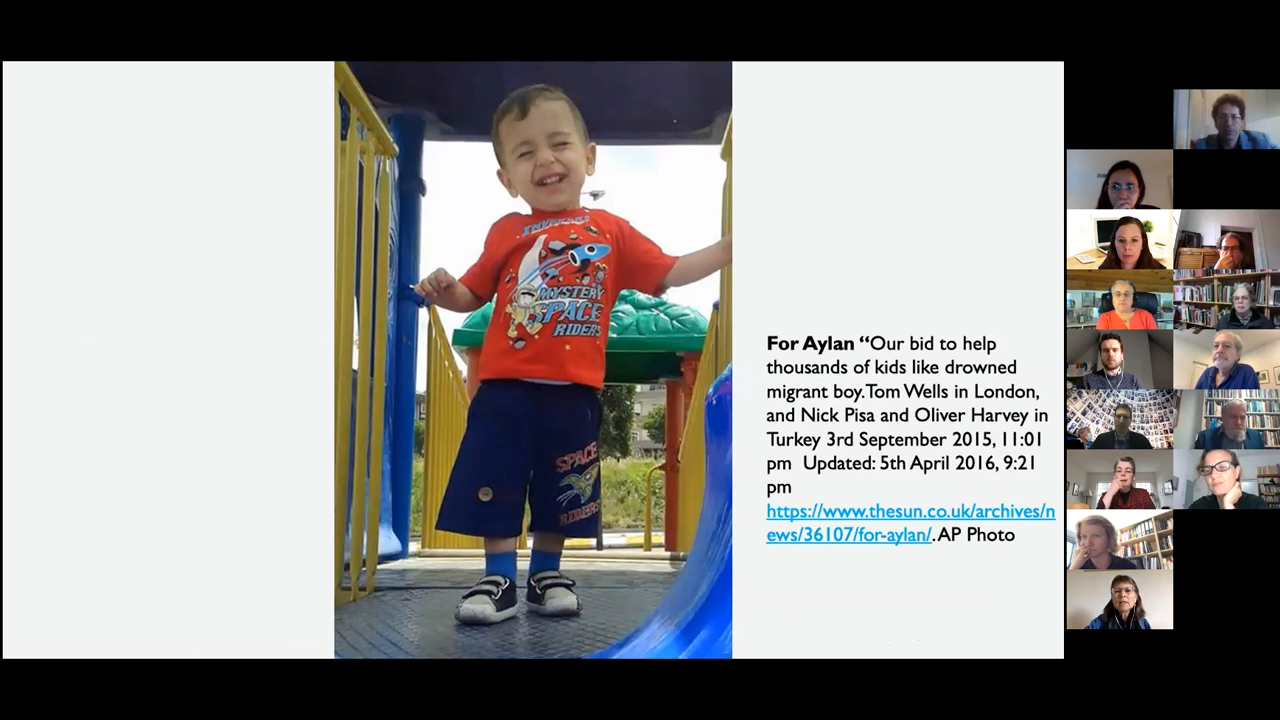 INVADERS
MYSTERY
SPACE
RIDERS
SPACE
RIDERS
For Aylan “Our bid to help
thousands of kids like drowned
migrant boy. Tom Wells in London,
and Nick Pisa and Oliver Harvey in
Turkey 3rd September 2015, 11:01
pm Updated: 5th April 2016, 9:21
pm
https://www.thesun.co.uk/archives/n
ews/36107/for-aylan/. AP Photo